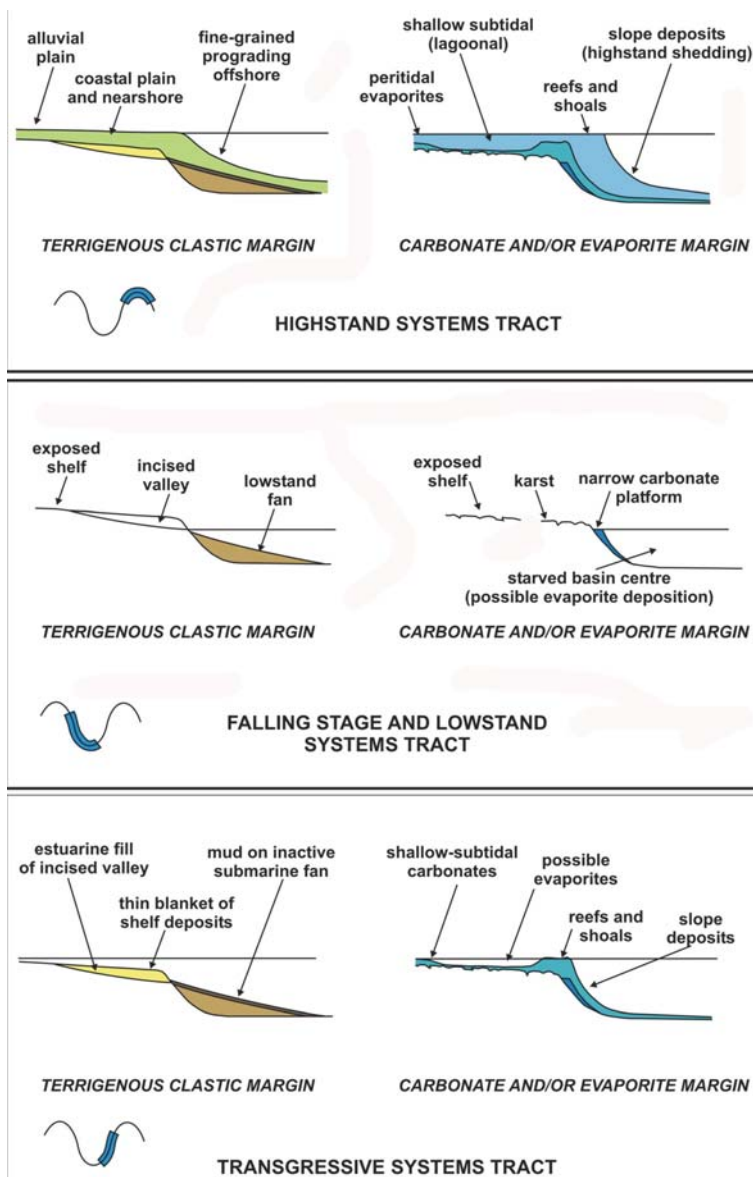 alluvial
plain
coastal plain
and nearshore
fine-grained
prograding
offshore
TERRIGENOUS CLASTIC MARGIN
shallow subtidal
(lagoonal)
peritidal
evaporites
reefs and
shoals
slope deposits
(highstand shedding)
CARBONATE AND/OR EVAPORITE MARGIN
HIGHSTAND SYSTEMS TRACT
exposed
shelf
incised
valley
lowstand
fan
TERRIGENOUS CLASTIC MARGIN
exposed
shelf
karst
narrow carbonate
platform
starved basin centre
(possible evaporite deposition)
CARBONATE AND/OR EVAPORITE MARGIN
FALLING STAGE AND LOWSTAND
SYSTEMS TRACT
estuarine fill
of incised valley
thin blanket of
shelf deposits
mud on inactive
submarine fan
TERRIGENOUS CLASTIC MARGIN
shallow-subtidal
carbonates
possible
evaporites
reefs and
shoals
slope
deposits
CARBONATE AND/OR EVAPORITE MARGIN
TRANSGRESSIVE SYSTEMS TRACT